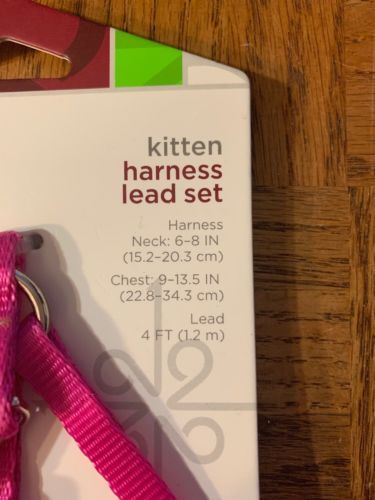 kitten
harness
lead set
Harness
Neck: 6–8 IN
(15.2–20.3 cm)
Chest: 9–13.5 IN
(22.8–34.3 cm)
Lead
4 FT (1.2 m)